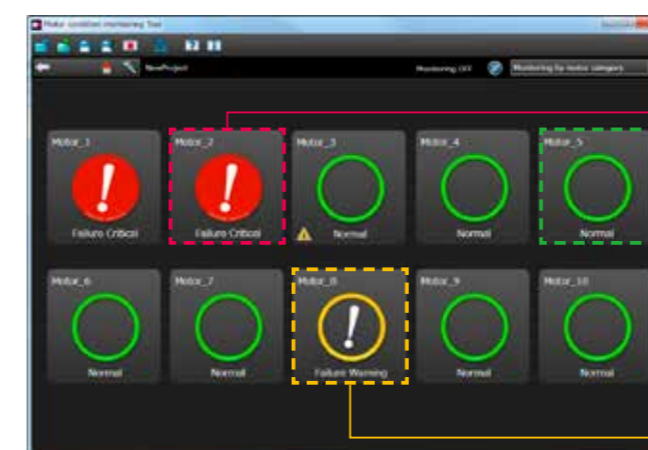 Motor condition monitoring Tool
NewProject
Monitoring OFF
Monitoring by motor category
Motor_1
Motor_2
Motor_3
Motor_4
Motor_5
Failure Critical
Failure Critical
Normal
Normal
Normal
Motor_6
Motor_7
Motor_8
Motor_9
Motor_10
Normal
Normal
Failure Warning
Normal
Normal